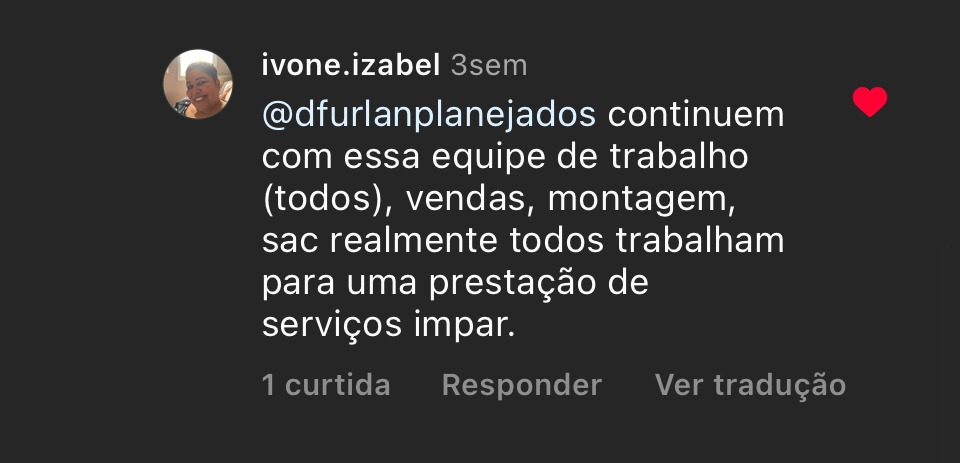 ivone.izabel 3sem
@dfurlanplanejados continuem
com essa equipe de trabalho
(todos), vendas, montagem,
sac realmente todos trabalham
para uma prestação de
serviços impar.
1 curtida Responder Ver tradução